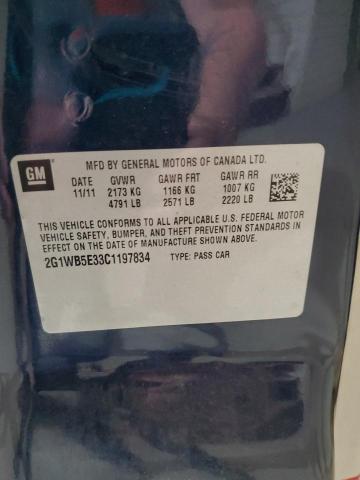 GM
MFD BY GENERAL MOTORS OF CANADA LTD.
DATE GVWR GAWR FRT GAWR RR
11/11 2173 KG 1166 KG 1007 KG
4791 LB 2571 LB 2220 LB
THIS VEHICLE CONFORMS TO ALL APPLICABLE U.S. FEDERAL MOTOR
VEHICLE SAFETY, BUMPER, AND THEFT PREVENTION STANDARDS IN
EFFECT ON THE DATE OF MANUFACTURE SHOWN ABOVE.
2G1WB5E33C1197834 TYPE: PASS CAR